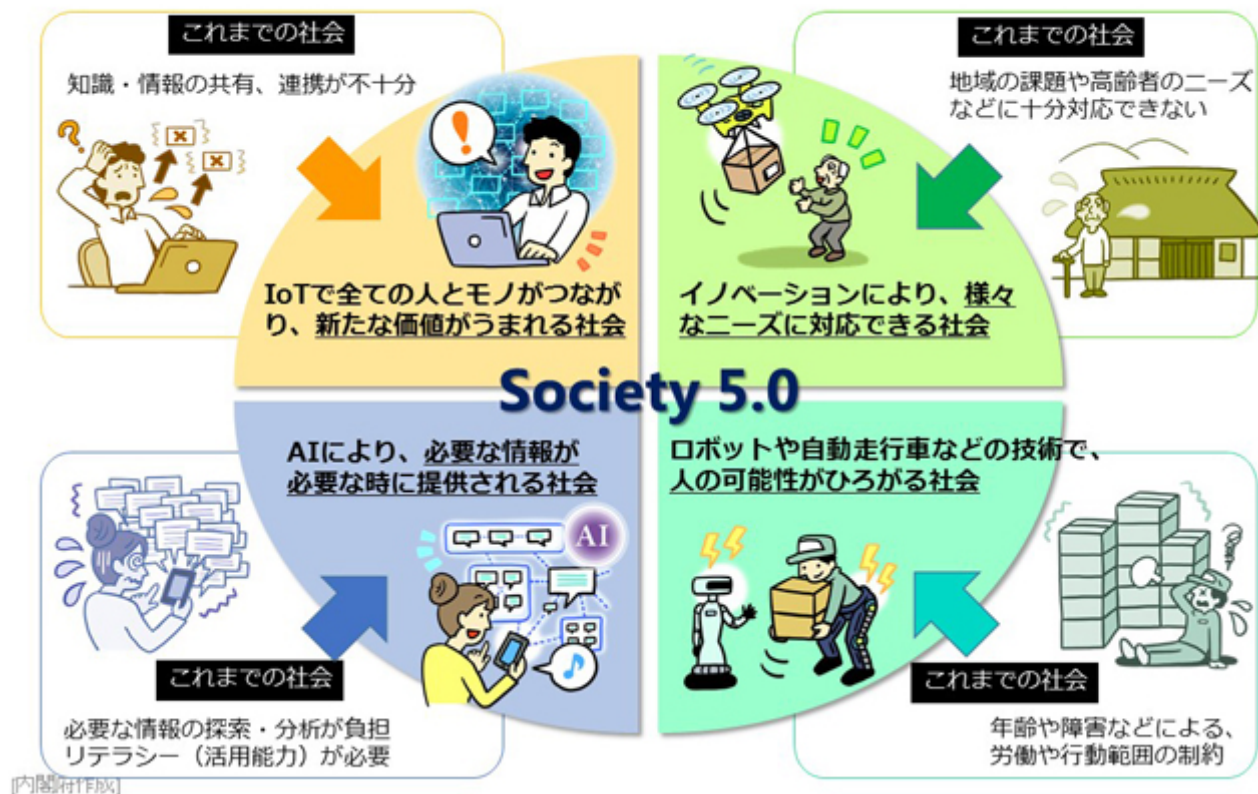 これまでの社会
知識・情報の共有、連携が不十分
IoTで全ての人とモノがつなが
り、新たな価値がうまれる社会
これまでの社会
地域の課題や高齢者のニーズ
などに十分対応できない
イノベーションにより、様々
なニーズに対応できる社会
Society 5.0
AIにより、必要な情報が
必要な時に提供される社会
AI
これまでの社会
必要な情報の探索・分析が負担
リテラシー（活用能力）が必要
ロボットや自動走行車などの技術で、
人の可能性がひろがる社会
これまでの社会
年齢や障害などによる、
労働や行動範囲の制約
[内閣府作成]